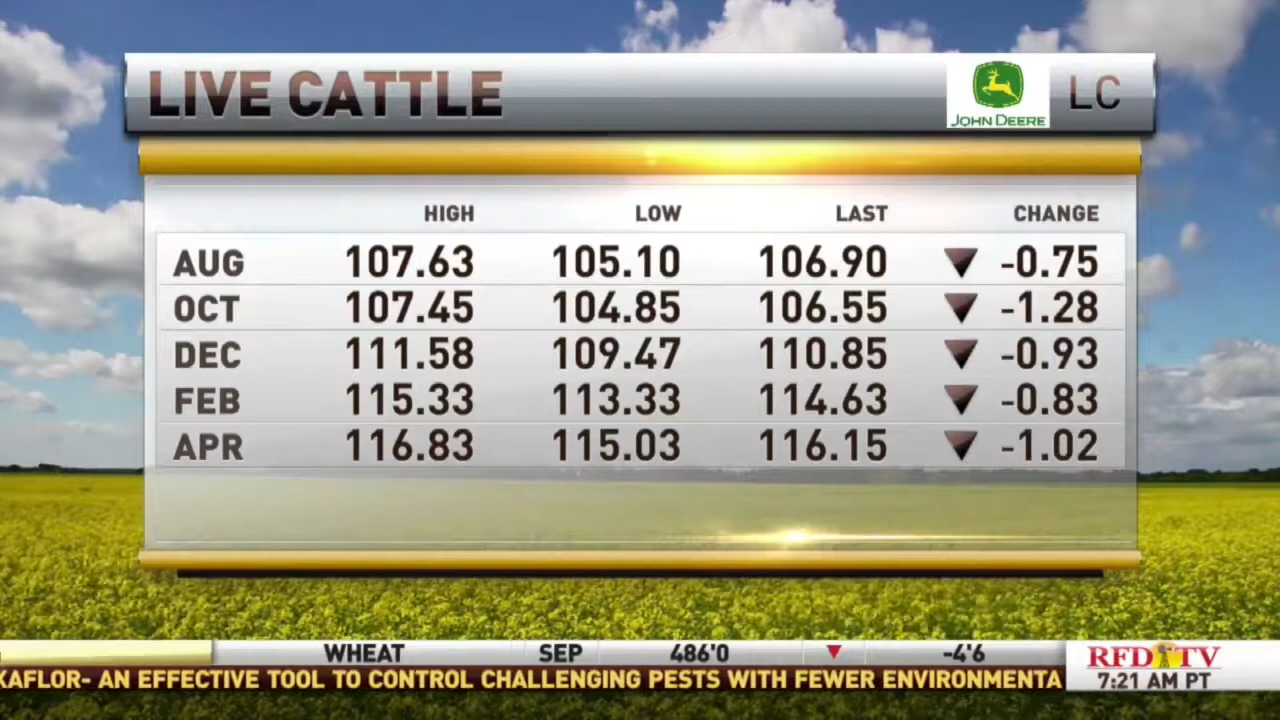 LIVE CATTLE JOHN DEERE LC
HIGH LOW LAST CHANGE
AUG 107.63 105.10 106.90 ▼ -0.75
OCT 107.45 104.85 106.55 ▼ -1.28
DEC 111.58 109.47 110.85 ▼ -0.93
FEB 115.33 113.33 114.63 ▼ -0.83
APR 116.83 115.03 116.15 ▼ -1.02
WHEAT SEP 486'0 ▼ -4'6
RFD TV
XAFLOR- AN EFFECTIVE TOOL TO CONTROL CHALLENGING PESTS WITH FEWER ENVIRONMENTA
7:21 AM PT